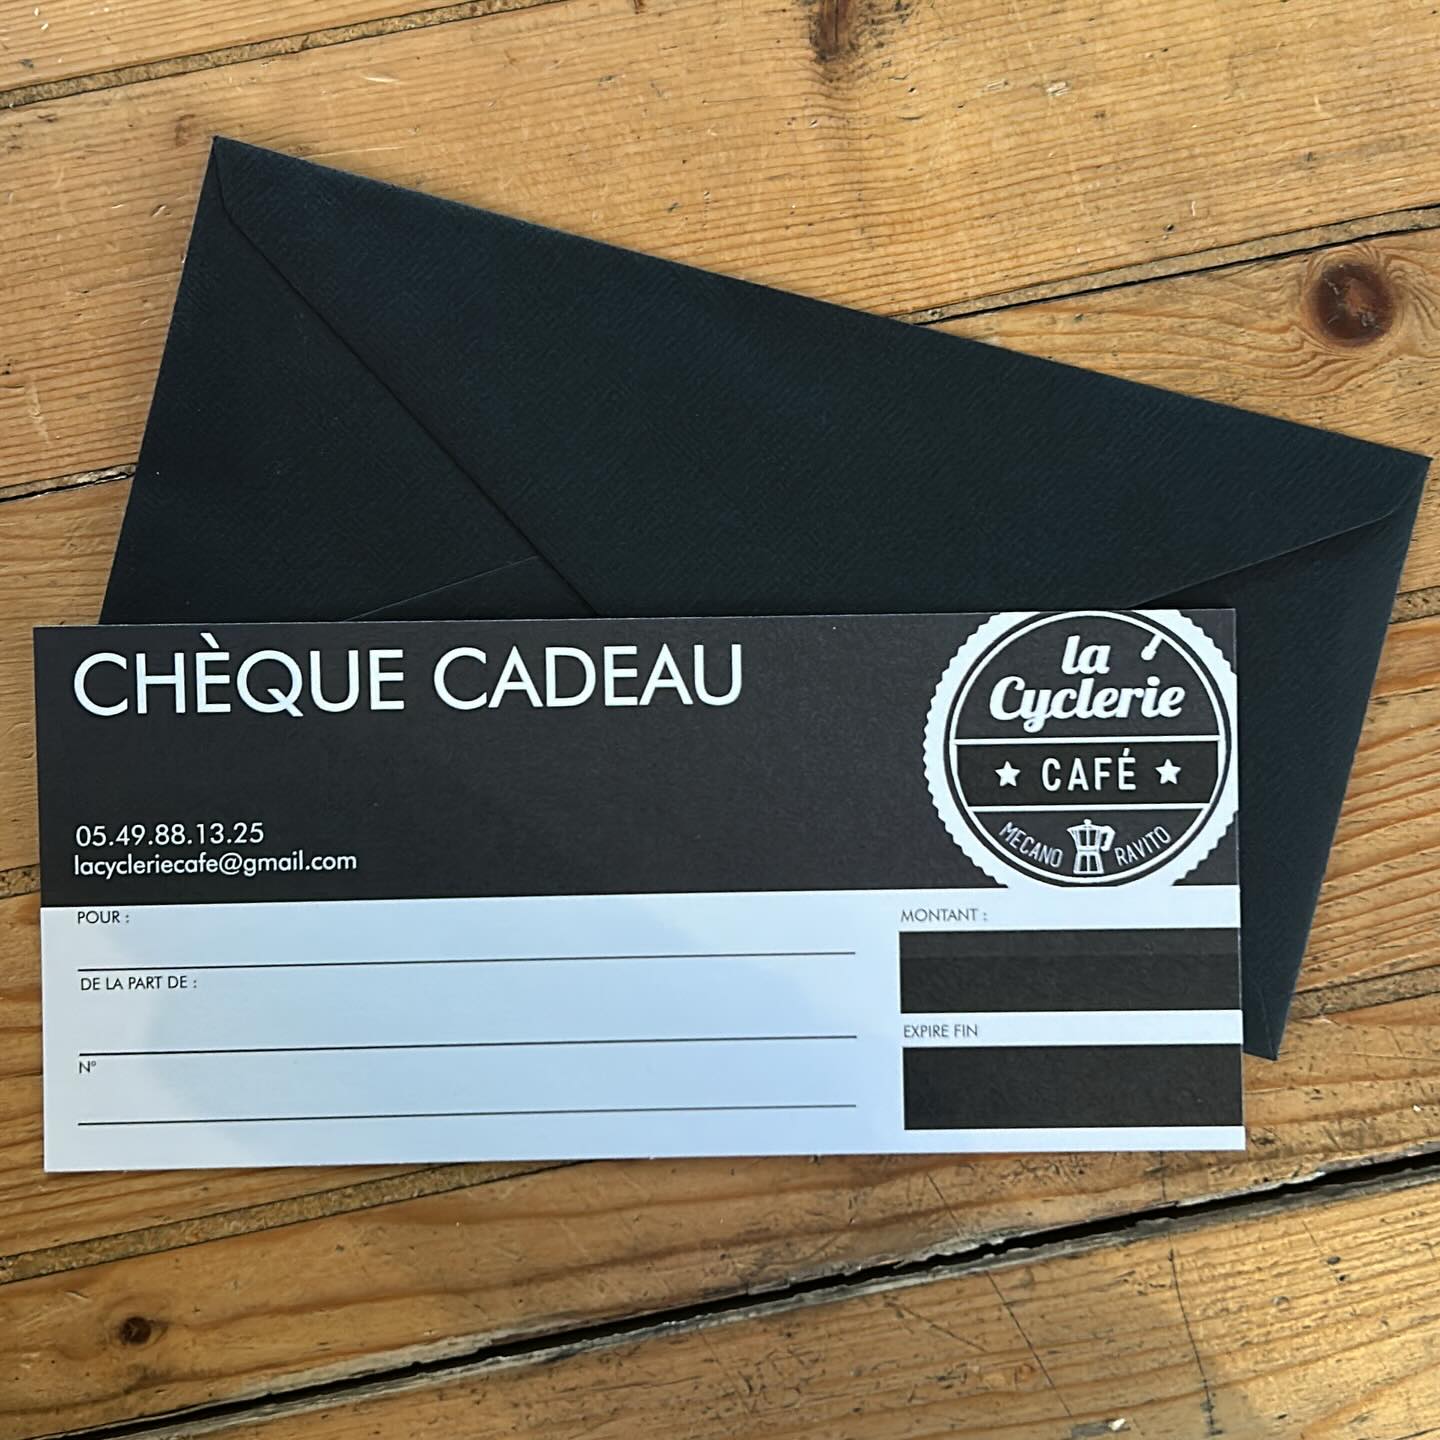 CHÈQUE CADEAU
la
Cyclerie
★ CAFÉ ★
MECANO RAVITO
05.49.88.13.25
lacycleriecafe@gmail.com
POUR :
MONTANT :
DE LA PART DE :
EXPIRE FIN
N°